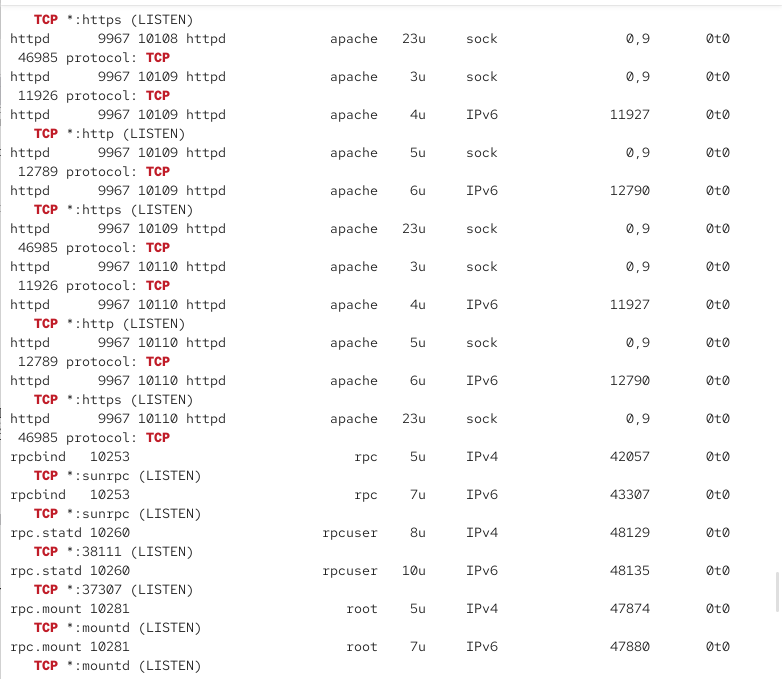 TCP *:https (LISTEN)
httpd 9967 10108 httpd apache 23u sock 0,9 0t0
46985 protocol: TCP
httpd 9967 10109 httpd apache 3u sock 0,9 0t0
11926 protocol: TCP
httpd 9967 10109 httpd apache 4u IPv6 11927 0t0
TCP *:http (LISTEN)
httpd 9967 10109 httpd apache 5u sock 0,9 0t0
12789 protocol: TCP
httpd 9967 10109 httpd apache 6u IPv6 12790 0t0
TCP *:https (LISTEN)
httpd 9967 10109 httpd apache 23u sock 0,9 0t0
46985 protocol: TCP
httpd 9967 10110 httpd apache 3u sock 0,9 0t0
11926 protocol: TCP
httpd 9967 10110 httpd apache 4u IPv6 11927 0t0
TCP *:http (LISTEN)
httpd 9967 10110 httpd apache 5u sock 0,9 0t0
12789 protocol: TCP
httpd 9967 10110 httpd apache 6u IPv6 12790 0t0
TCP *:https (LISTEN)
httpd 9967 10110 httpd apache 23u sock 0,9 0t0
46985 protocol: TCP
rpcbind 10253 rpc 5u IPv4 42057 0t0
TCP *:sunrpc (LISTEN)
rpcbind 10253 rpc 7u IPv6 43307 0t0
TCP *:sunrpc (LISTEN)
rpc.statd 10260 rpcuser 8u IPv4 48129 0t0
TCP *:38111 (LISTEN)
rpc.statd 10260 rpcuser 10u IPv6 48135 0t0
TCP *:37307 (LISTEN)
rpc.mount 10281 root 5u IPv4 47874 0t0
TCP *:mountd (LISTEN)
rpc.mount 10281 root 7u IPv6 47880 0t0
TCP *:mountd (LISTEN)